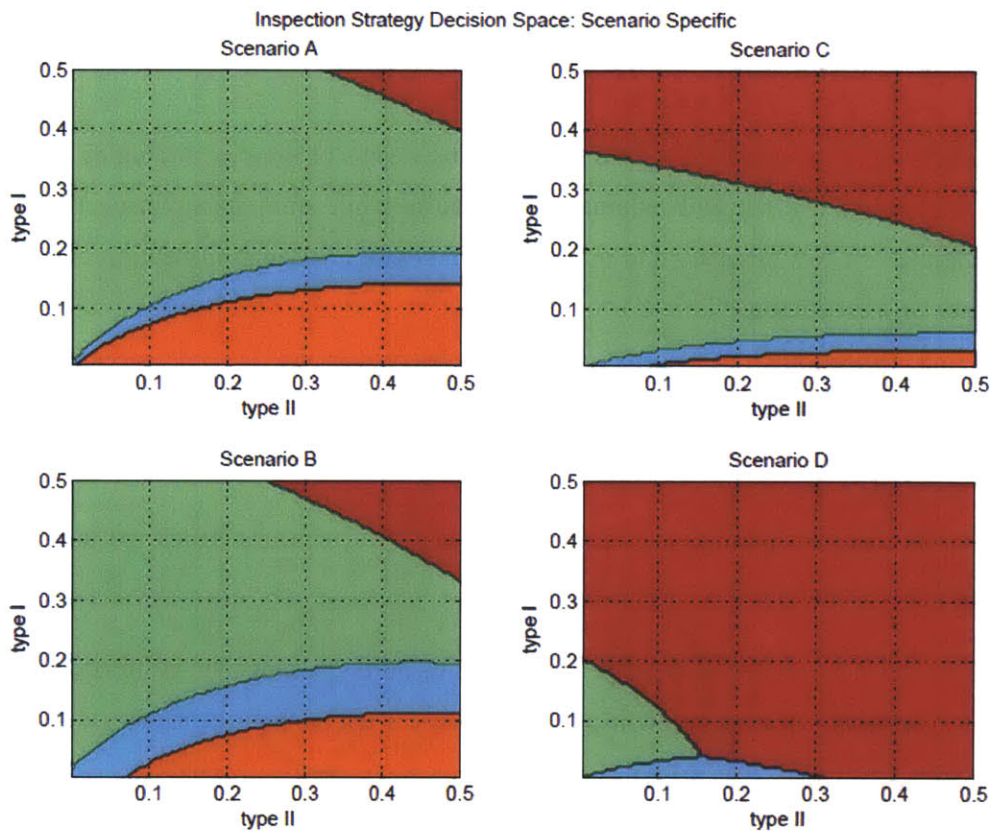 Inspection Strategy Decision Space: Scenario Specific
Scenario A
0.5
0.4
0.3
0.2
0.1
type I
0.1 0.2 0.3 0.4 0.5
type II
Scenario C
0.5
0.4
0.3
0.2
0.1
type I
0.1 0.2 0.3 0.4 0.5
type II
Scenario B
0.5
0.4
0.3
0.2
0.1
type I
0.1 0.2 0.3 0.4 0.5
type II
Scenario D
0.5
0.4
0.3
0.2
0.1
type I
0.1 0.2 0.3 0.4 0.5
type II